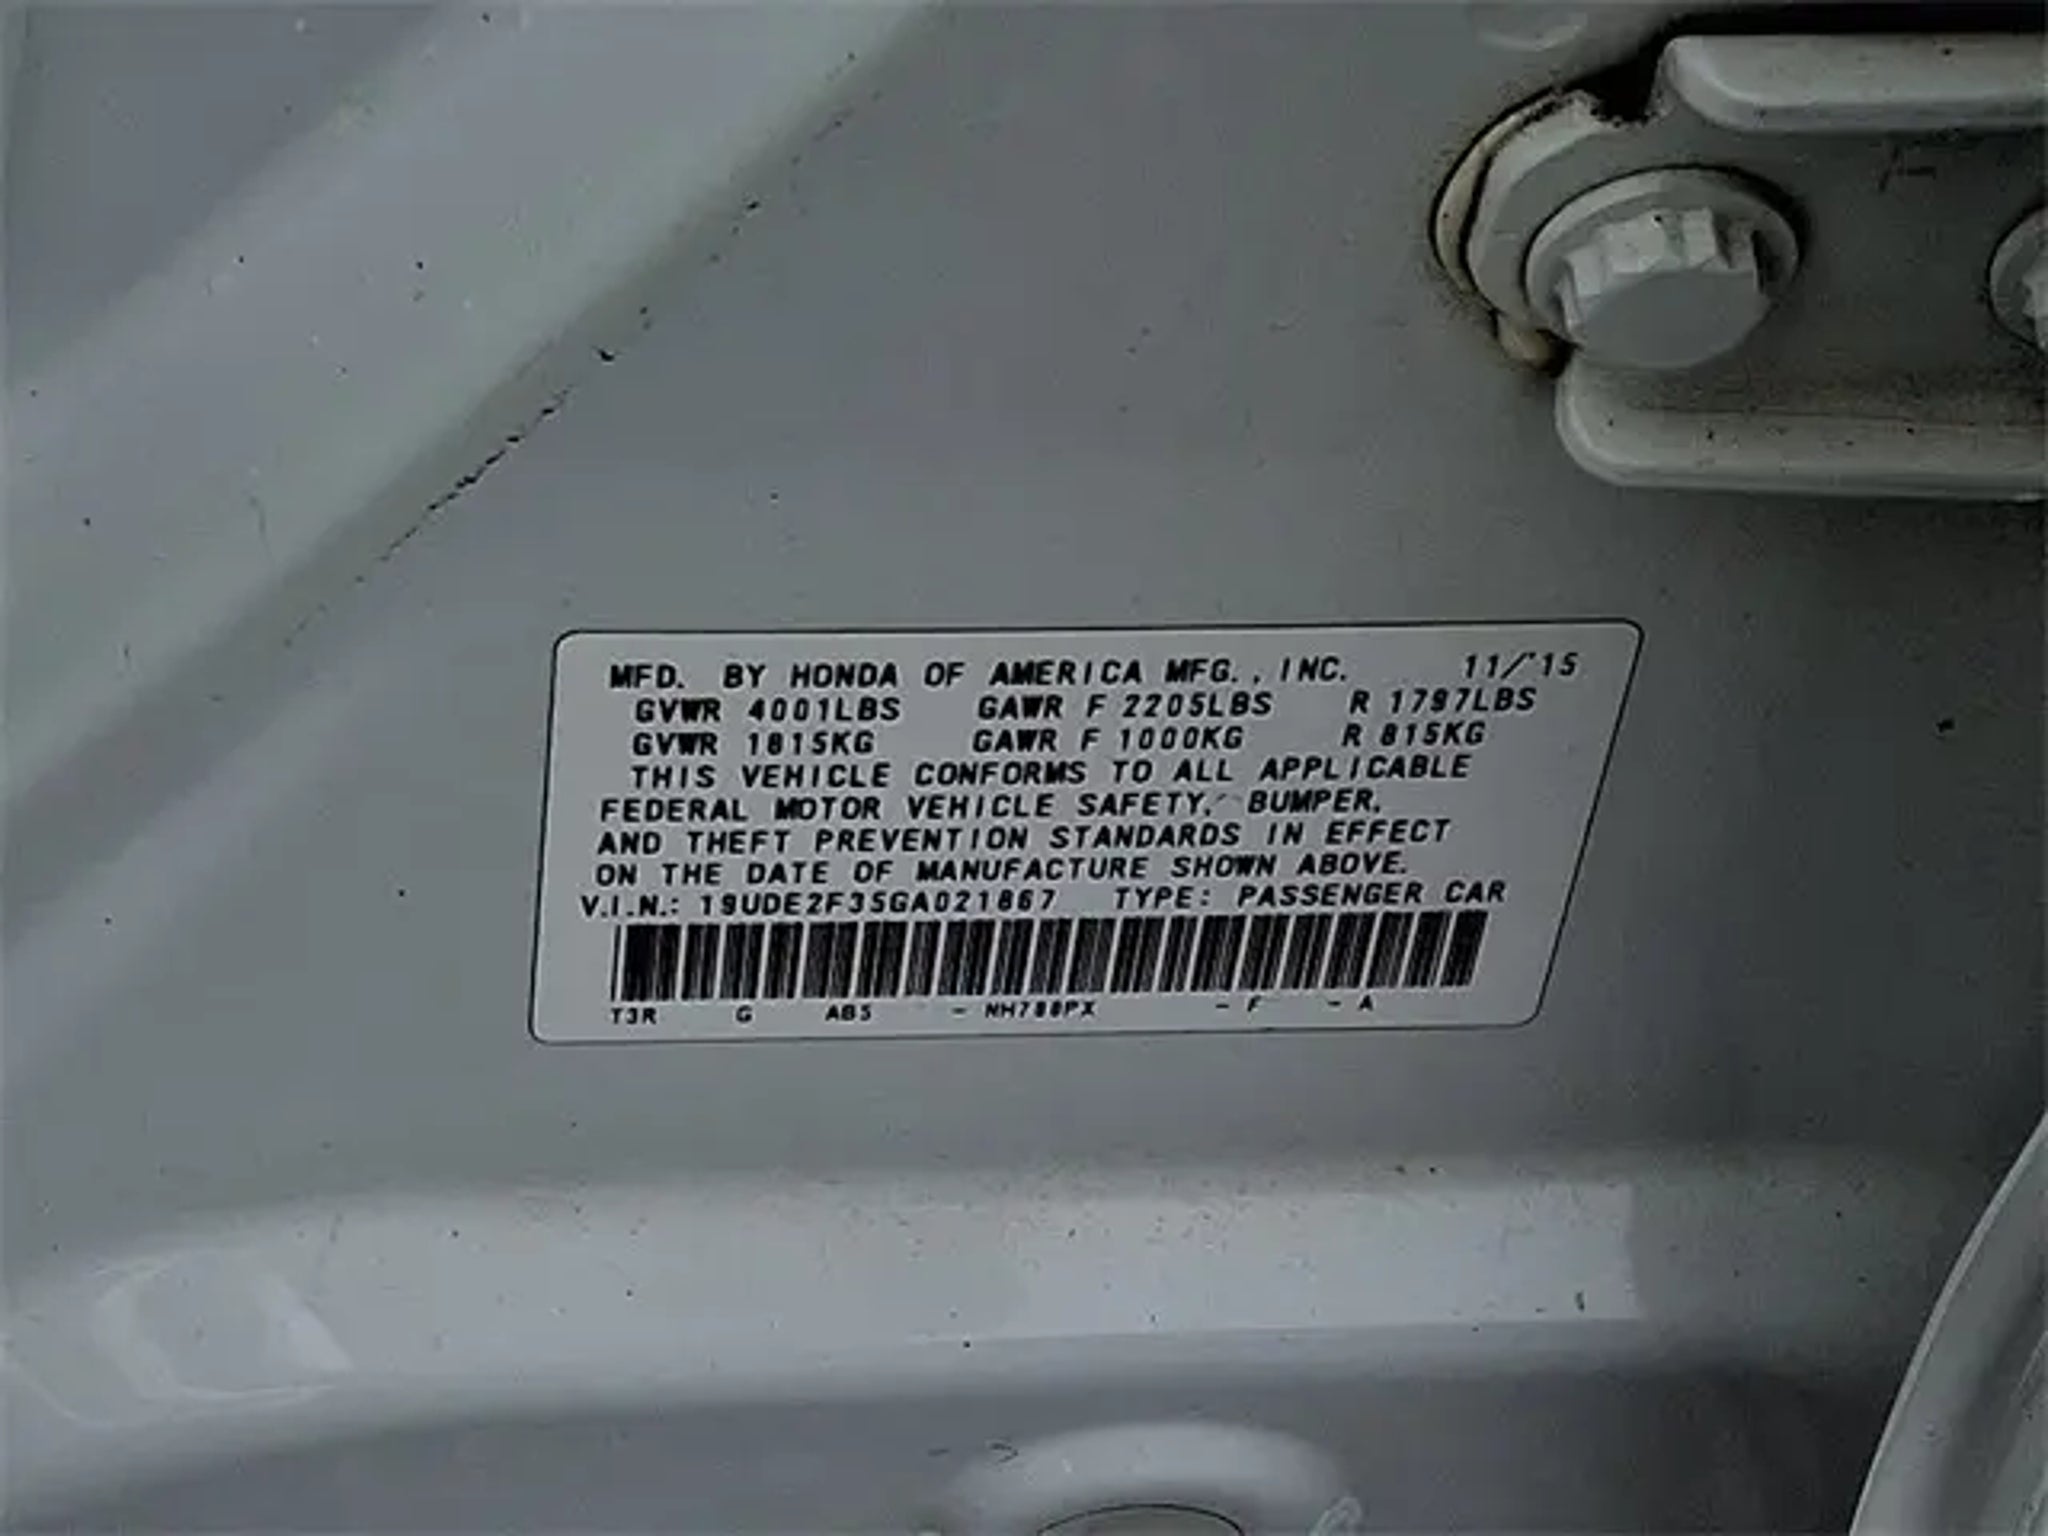 MFD. BY HONDA OF AMERICA MFG., INC. 11/'15
GVWR 4001LBS GAWR F 2205LBS R 1797LBS
GVWR 1815KG GAWR F 1000KG R 815KG
THIS VEHICLE CONFORMS TO ALL APPLICABLE
FEDERAL MOTOR VEHICLE SAFETY, BUMPER,
AND THEFT PREVENTION STANDARDS IN EFFECT
ON THE DATE OF MANUFACTURE SHOWN ABOVE.
V.I.N.: 19UDE2F35GA021867 TYPE: PASSENGER CAR
T3R G AB5 - NH788PX - F - A